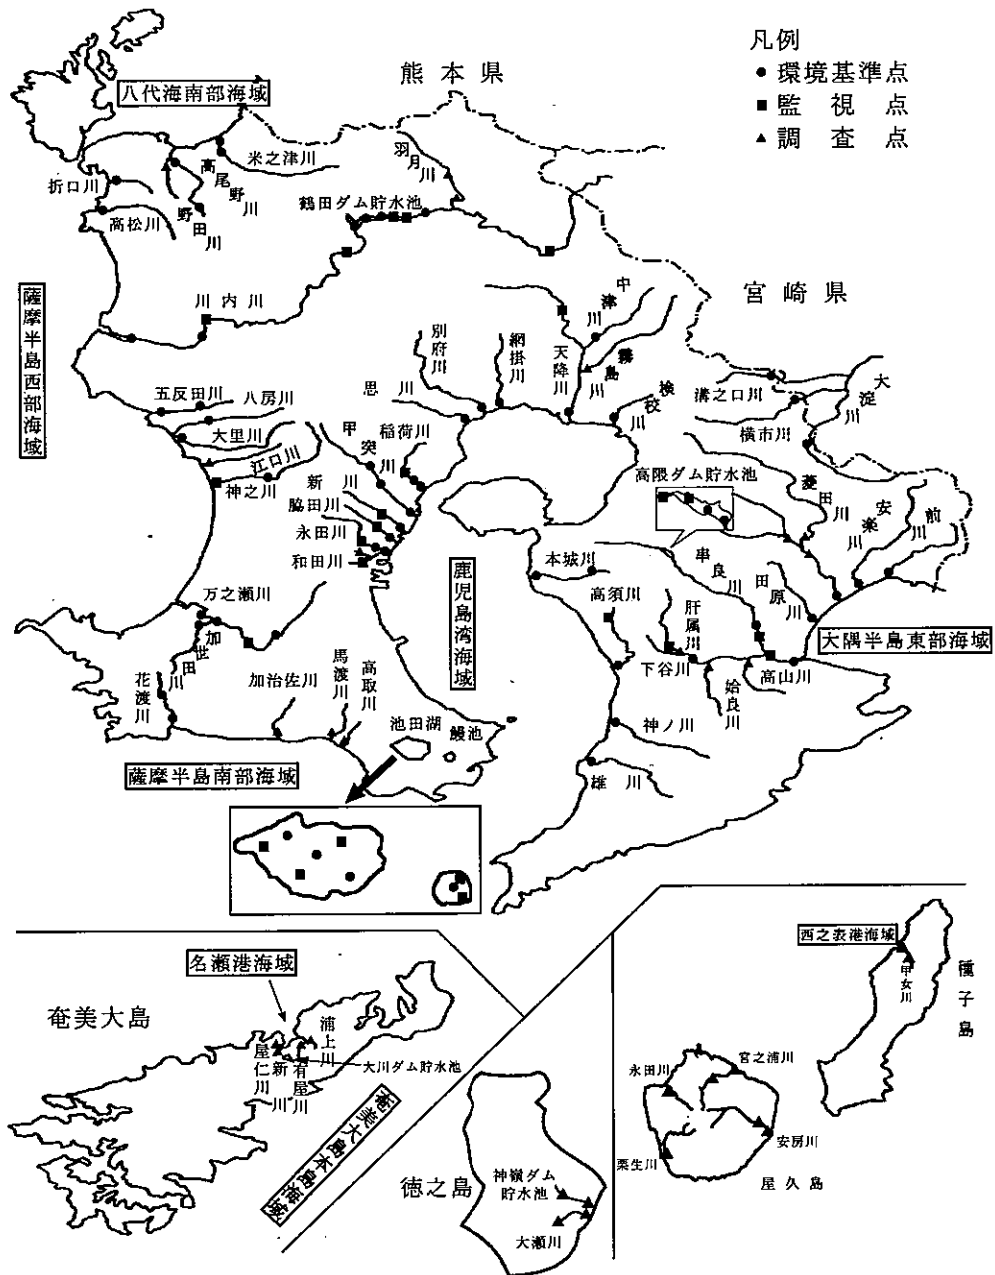 凡例
●環境基準点
■監視点
▲調査点
熊本県
八代海南部海域
米之津川
高尾野川
野田川
折口川
高松川
羽月川
鶴田ダム貯水池
川内川
宮崎県
薩摩半島西部海域
中津川
霧島川
天降川
検校川
網掛川
別府川
思川
溝之口川
大淀川
横市川
五反田川
八房川
大里川
江口川
神之川
甲突川
稲荷川
新川
脇田川
永田川
和田川
高隈ダム貯水池
菱田川
安楽川
前川
田原川
串良川
本城川
高須川
肝属川
下谷川
姶良川
高山川
大隅半島東部海域
鹿児島湾海域
神ノ川
雄川
万之瀬川
加世田川
花渡川
加治佐川
馬渡川
高取川
池田湖
鰻池
薩摩半島南部海域
名瀬港海域
奄美大島
浦上川
大川ダム貯水池
有屋川
新川
屋仁川
奄美大島本島海域
徳之島
神嶺ダム
貯水池
大瀬川
西之表港海域
甲女川
種子島
宮之浦川
永田川
安房川
栗生川
屋久島